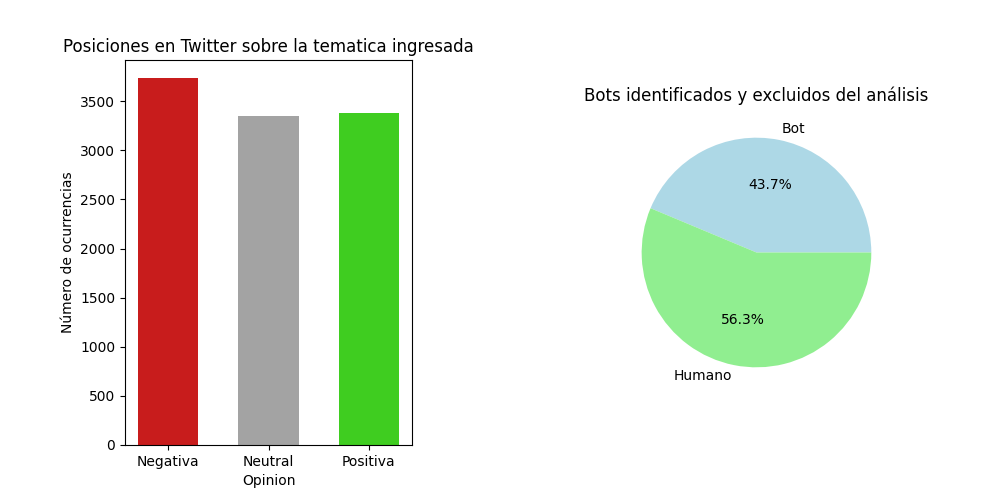 Posiciones en Twitter sobre la tematica ingresada
Número de ocurrencias
3500
3000
2500
2000
1500
1000
500
0
Negativa
Neutral
Positiva
Opinion
Bots identificados y excluidos del análisis
Bot
43.7%
56.3%
Humano